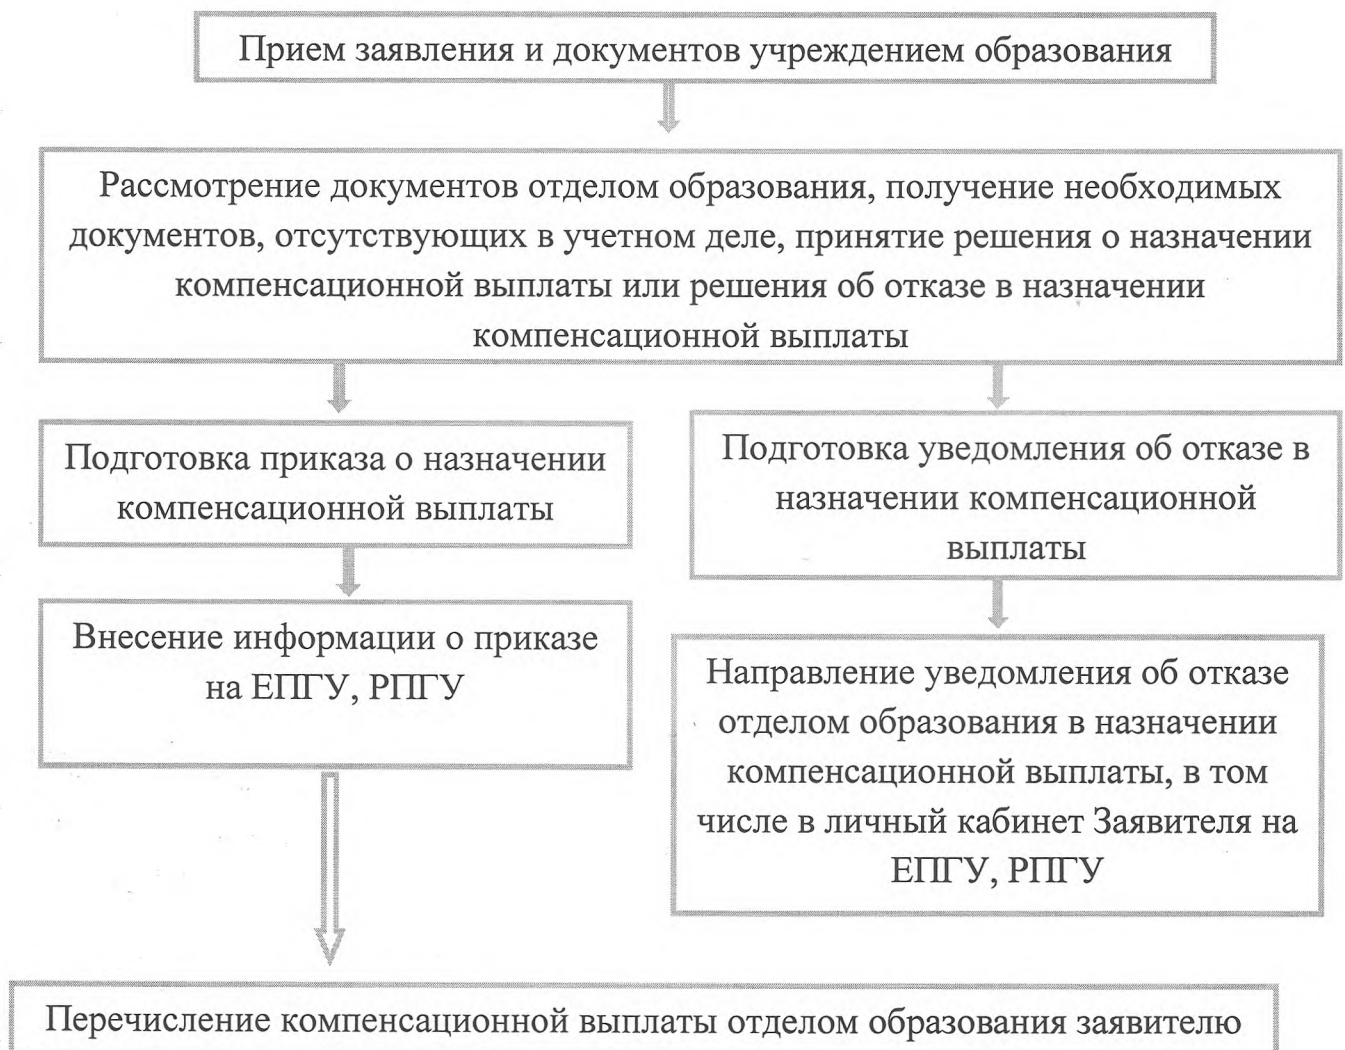 Прием заявления и документов учреждением образования
Рассмотрение документов отделом образования, получение необходимых
документов, отсутствующих в учетном деле, принятие решения о назначении
компенсационной выплаты или решения об отказе в назначении
компенсационной выплаты
Подготовка приказа о назначении
компенсационной выплаты
Внесение информации о приказе
на ЕПГУ, РПГУ
Подготовка уведомления об отказе в
назначении компенсационной
выплаты
Направление уведомления об отказе
отделом образования в назначении
компенсационной выплаты, в том
числе в личный кабинет Заявителя на
ЕПГУ, РПГУ
Перечисление компенсационной выплаты отделом образования заявителю